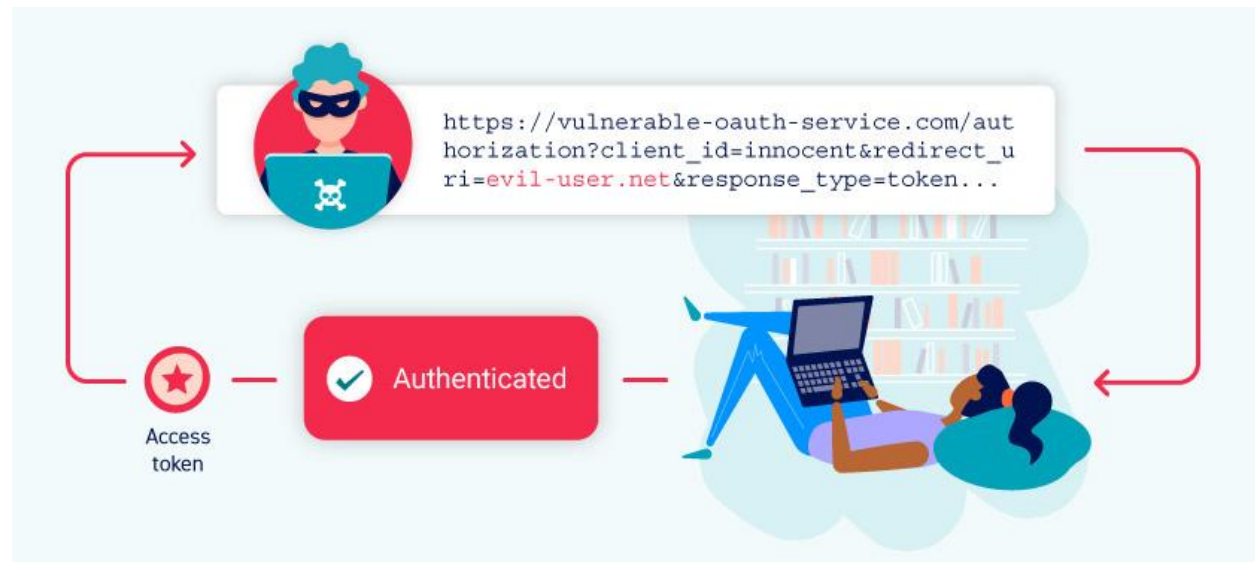 https://vulnerable-oauth-service.com/aut
horization?client_id=innocent&redirect_u
ri=evil-user.net&response_type=token...
Authenticated
Access
token